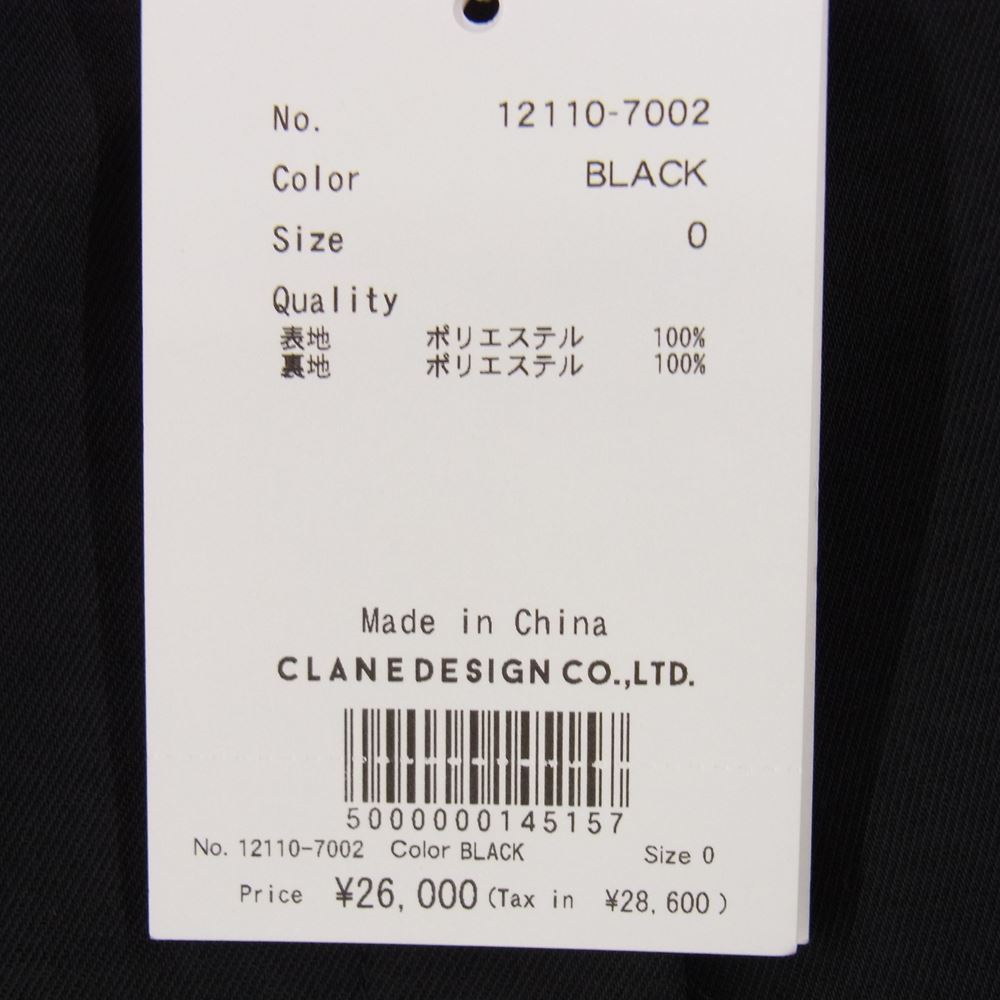 No. 12110-7002
Color BLACK
Size 0
Quality
表地 ポリエステル 100%
裏地 ポリエステル 100%
Made in China
CLANE DESIGN CO.,LTD.
5000000145157
No. 12110-7002 Color BLACK Size 0
Price ¥26,000 (Tax in ¥28,600)